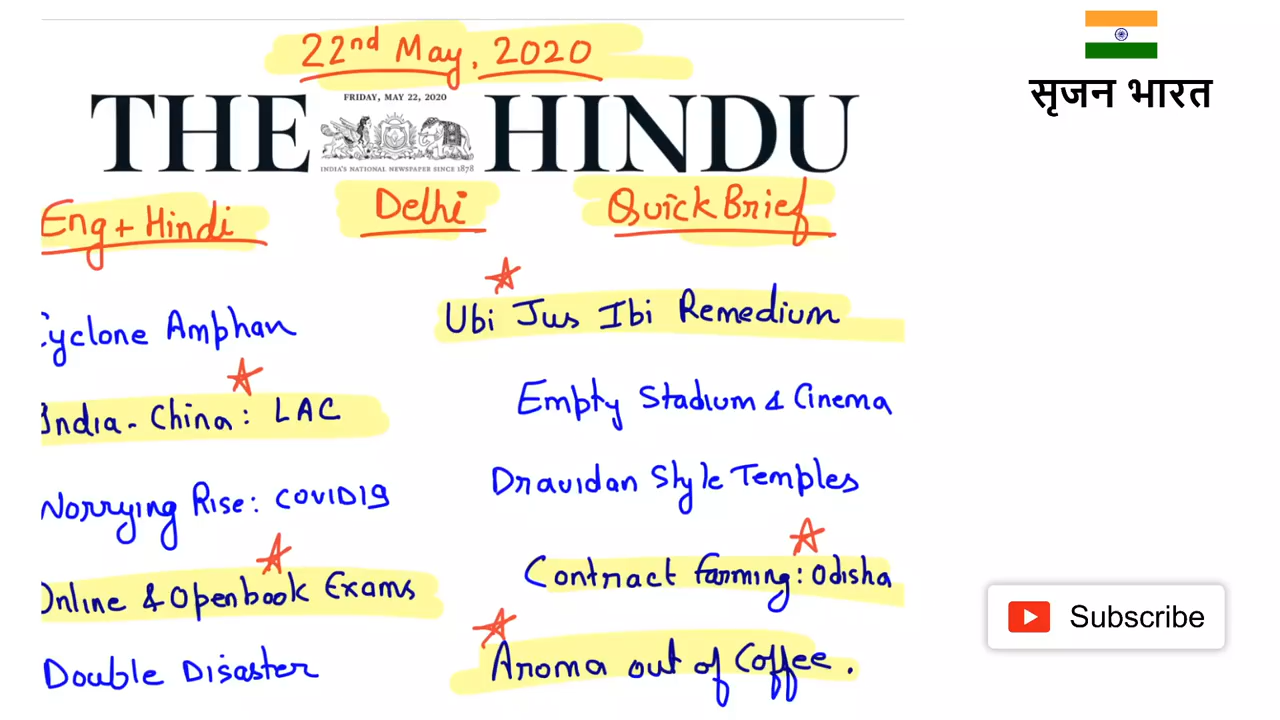 22nd May, 2020
FRIDAY, MAY 22, 2020
THE HINDU
INDIA'S NATIONAL NEWSPAPER SINCE 1878
Eng + Hindi
Delhi
Quick Brief
Cyclone Amphan
India - China : LAC
Worrying Rise : COVID19
Online & Openbook Exams
Double Disaster
Ubi Jus Ibi Remedium
Empty Stadium & Cinema
Dravidan Style Temples
Contract farming : Odisha
Aroma out of Coffee.
सृजन भारत
Subscribe